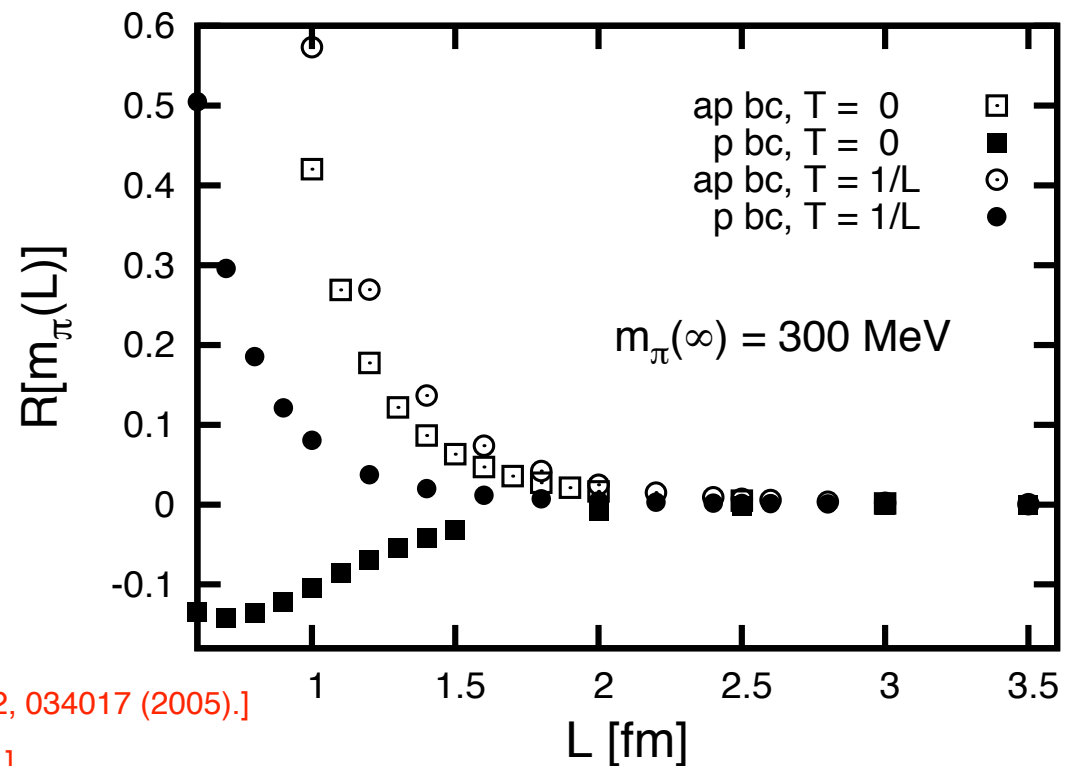 0.6
0.5
0.4
0.3
0.2
0.1
0
-0.1
R[mπ(L)]
ap bc, T = 0
p bc, T = 0
ap bc, T = 1/L
p bc, T = 1/L
mπ(∞) = 300 MeV
1 1.5 2 2.5 3 3.5
L [fm]
, 034017 (2005).]
]